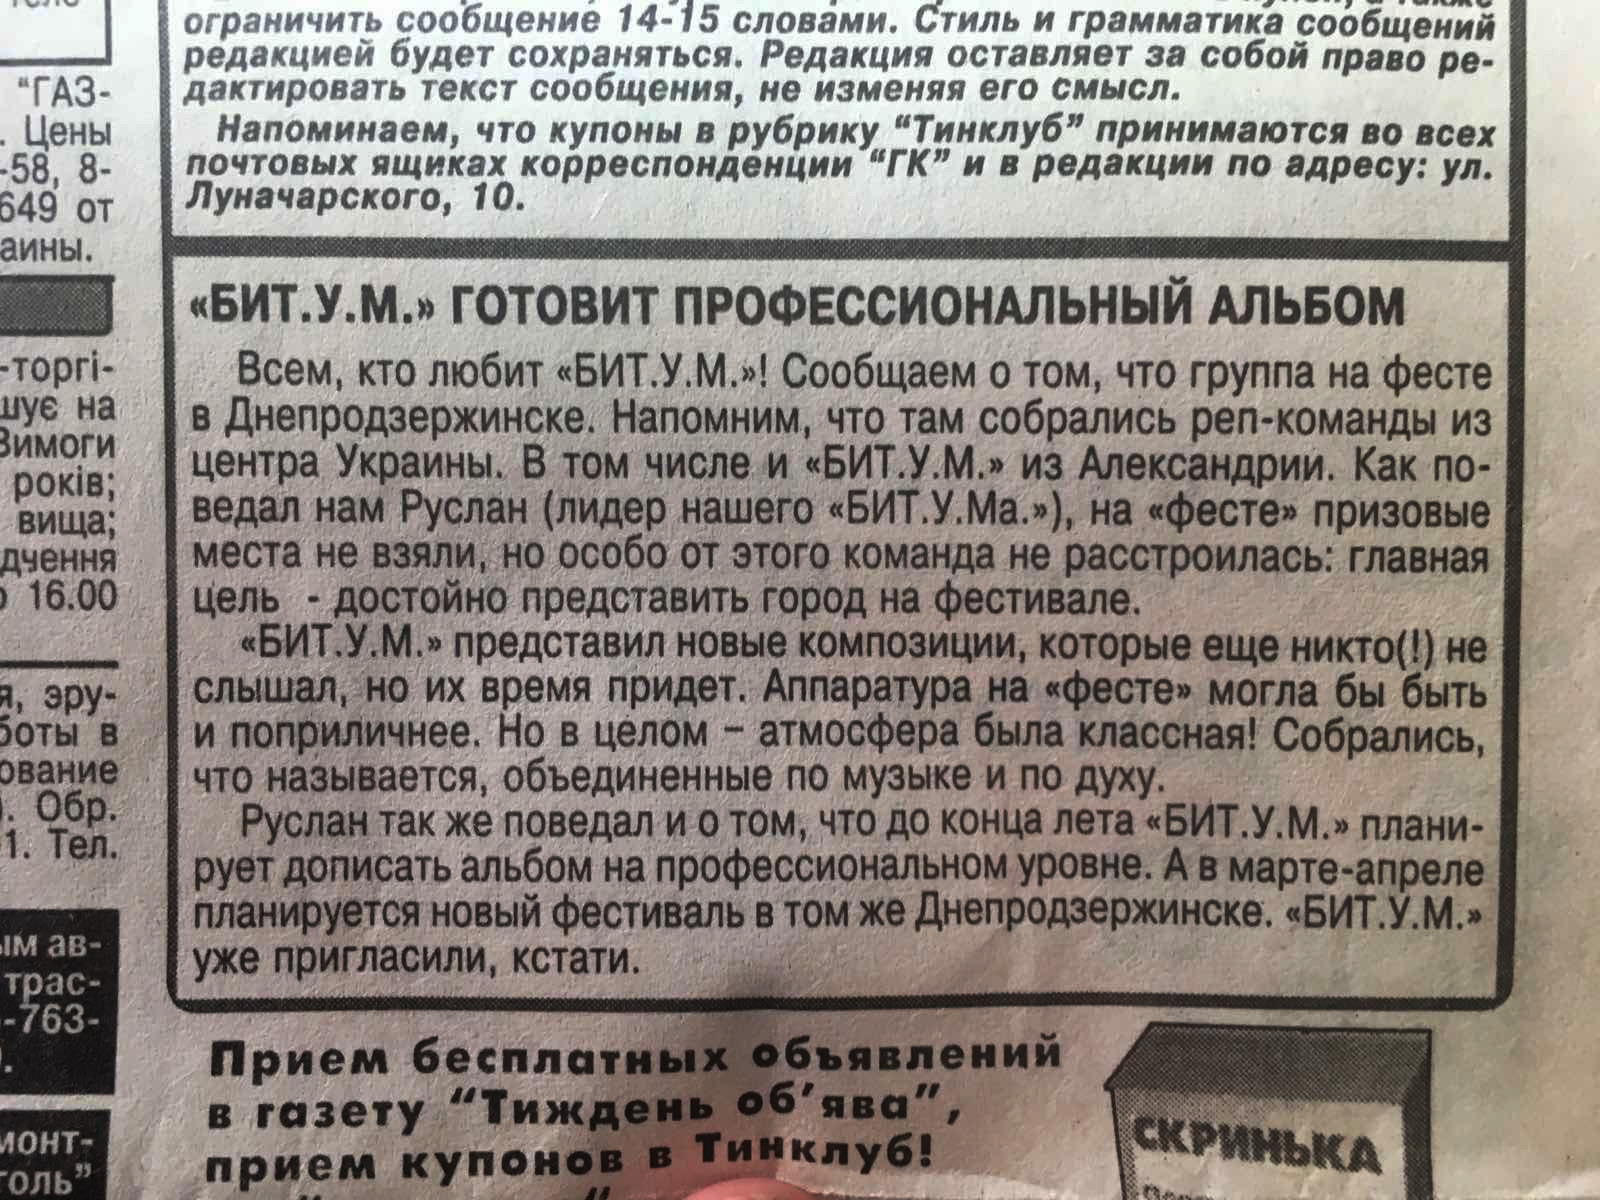 ограничить сообщение 14-15 словами. Стиль и грамматика сообщений
редакцией будет сохраняться. Редакция оставляет за собой право ре-
дактировать текст сообщения, не изменяя его смысл.
Напоминаем, что купоны в рубрику "Тинклуб" принимаются во всех
почтовых ящиках корреспонденции "ГК" и в редакции по адресу: ул.
Луначарского, 10.
«БИТ.У.М.» ГОТОВИТ ПРОФЕССИОНАЛЬНЫЙ АЛЬБОМ
Всем, кто любит «БИТ.У.М.»! Сообщаем о том, что группа на фесте
в Днепродзержинске. Напомним, что там собрались реп-команды из
центра Украины. В том числе и «БИТ.У.М.» из Александрии. Как по-
ведал нам Руслан (лидер нашего «БИТ.У.Ма.»), на «фесте» призовые
места не взяли, но особо от этого команда не расстроилась: главная
цель - достойно представить город на фестивале.
«БИТ.У.М.» представил новые композиции, которые еще никто(!) не
слышал, но их время придет. Аппаратура на «фесте» могла бы быть
и поприличнее. Но в целом – атмосфера была классная! Собрались,
что называется, объединенные по музыке и по духу.
Руслан так же поведал и о том, что до конца лета «БИТ.У.М.» плани-
рует дописать альбом на профессиональном уровне. А в марте-апреле
планируется новый фестиваль в том же Днепродзержинске. «БИТ.У.М.»
уже пригласили, кстати.
Прием бесплатных объявлений
в газету "Тиждень об'ява",
прием купонов в Тинклуб!
СКРИНЬКА
"ГАЗ-
. Цены
-58, 8-
649 от
аины.
-торгі-
шує на
Вимоги
років;
вища;
дчення
16.00
я, эру-
боты в
ование
. Обр.
1. Тел.
ым ав-
трас-
-763-
монт-
голь"